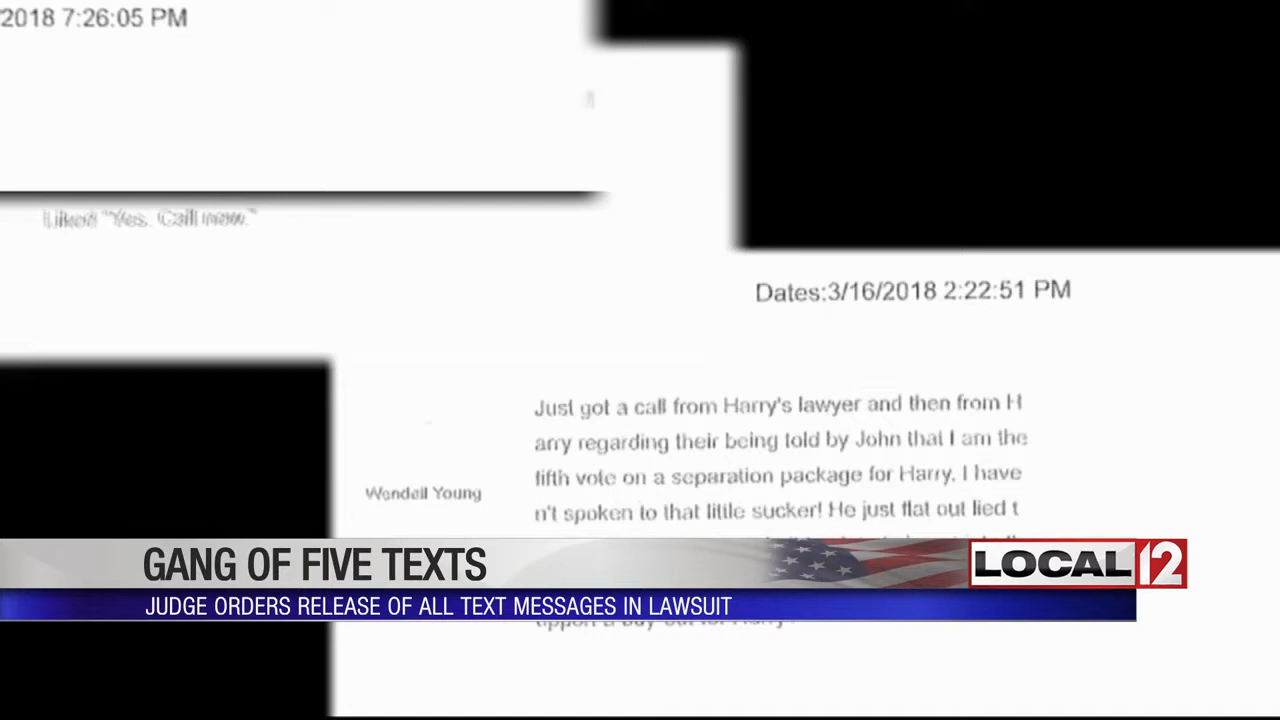 2018 7:26:05 PM
Liked "Yes. Call now."
Dates:3/16/2018 2:22:51 PM
Just got a call from Harry's lawyer and then from H
arry regarding their being told by John that I am the
fifth vote on a separation package for Harry. I have
Wendell Young
n't spoken to that little sucker! He just flat out lied t
GANG OF FIVE TEXTS
LOCAL 12
JUDGE ORDERS RELEASE OF ALL TEXT MESSAGES IN LAWSUIT